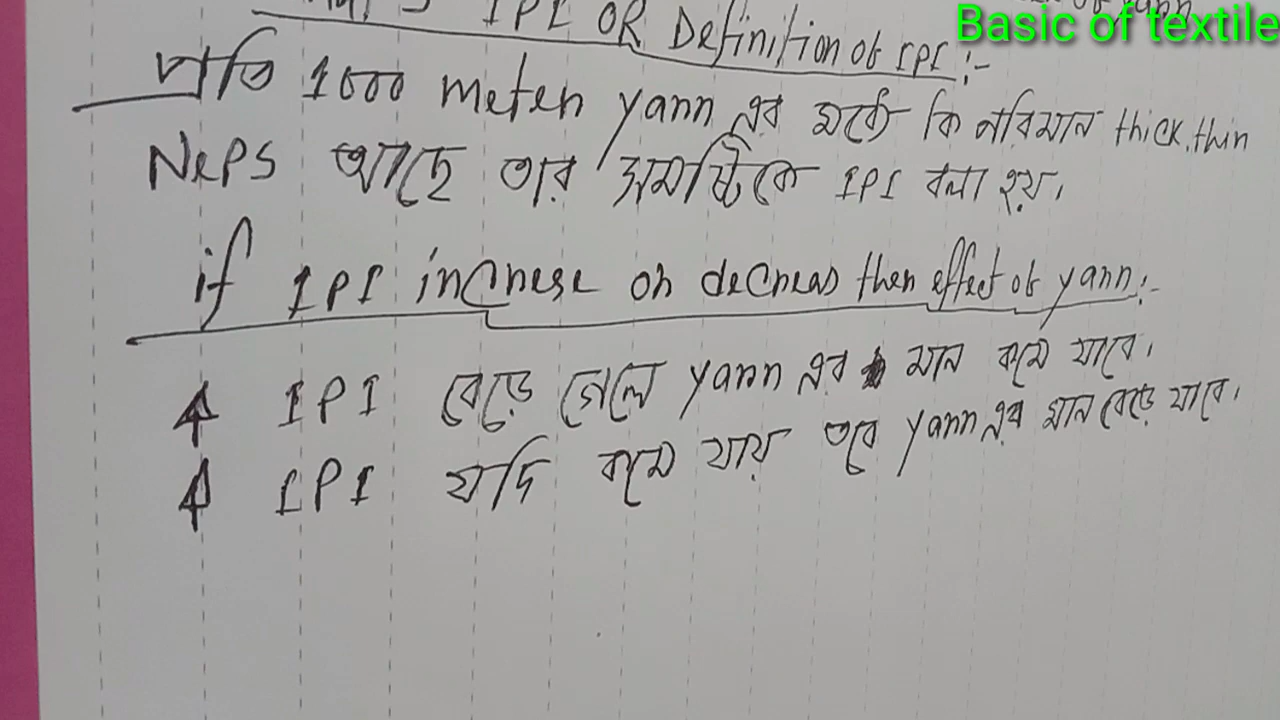 Basic of textile
IPI OR Definition of IPI :-
প্রতি 1000 meter yarn এর মধ্যে কি পরিমান thick, thin
Neps আছে তার সমষ্টিকে IPI বলা হয়।
if IPI increse or decreas then effect of yarn :-
IPI বেড়ে গেলে yarn এর মান কমে যাবে।
IPI যদি কমে যায় তবে yarn এর মান বেড়ে যাবে।